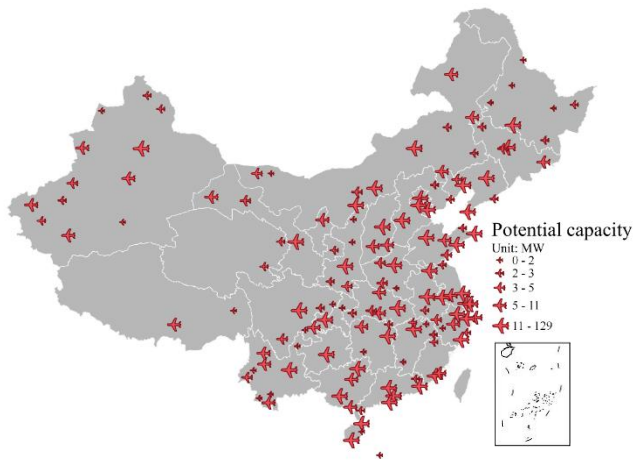 Potential capacity
Unit: MW
0 - 2
2 - 3
3 - 5
5 - 11
11 - 129